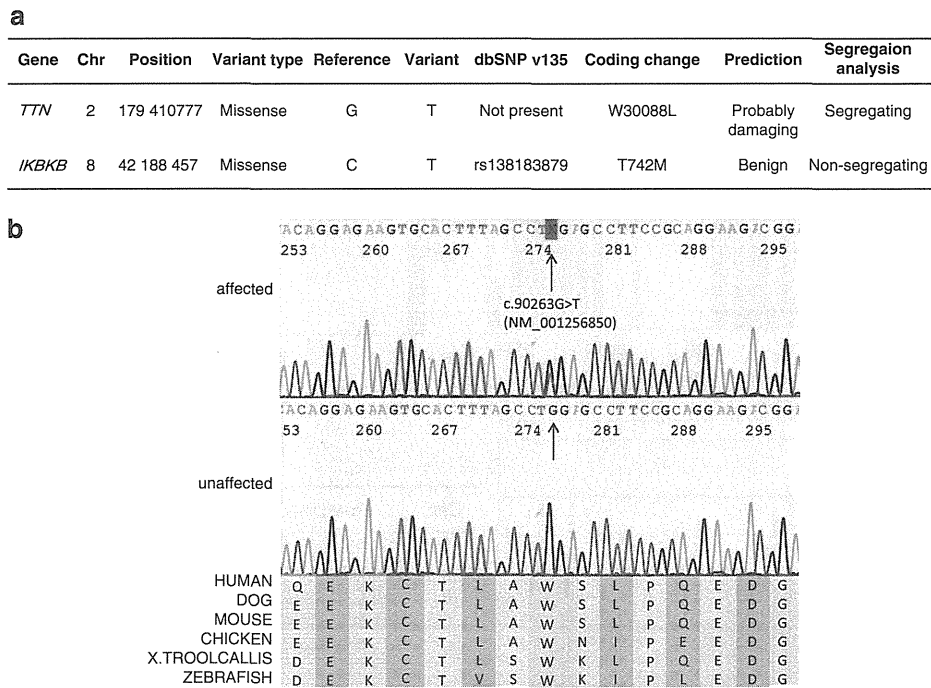 a
Gene Chr Position Variant type Reference Variant dbSNP v135 Coding change Prediction Segregaion analysis
TTN 2 179 410777 Missense G T Not present W30088L Probably damaging Segregating
IKBKB 8 42 188 457 Missense C T rs138183879 T742M Benign Non-segregating
b
ACAGGAGAAGTGCACTTTAGCCTKGAGCCTTCCGCAGGAAGACGGA
253 260 267 274 281 288 295
affected
c.90263G>T
(NM_001256850)
ACAGGAGAAGTGCACTTTAGCCTGGAGCCTTCCGCAGGAAGACGGA
53 260 267 274 281 288 295
unaffected
HUMAN Q E K C T L A W S L P Q E D G
DOG E E K C T L A W S L P Q E D G
MOUSE E E K C T L A W S L P Q E D G
CHICKEN E E K C T L A W N I P E E D G
X.TROOLCALLIS D E K C T L S W K L P Q E D G
ZEBRAFISH D E K C T V S W K I P L E D G